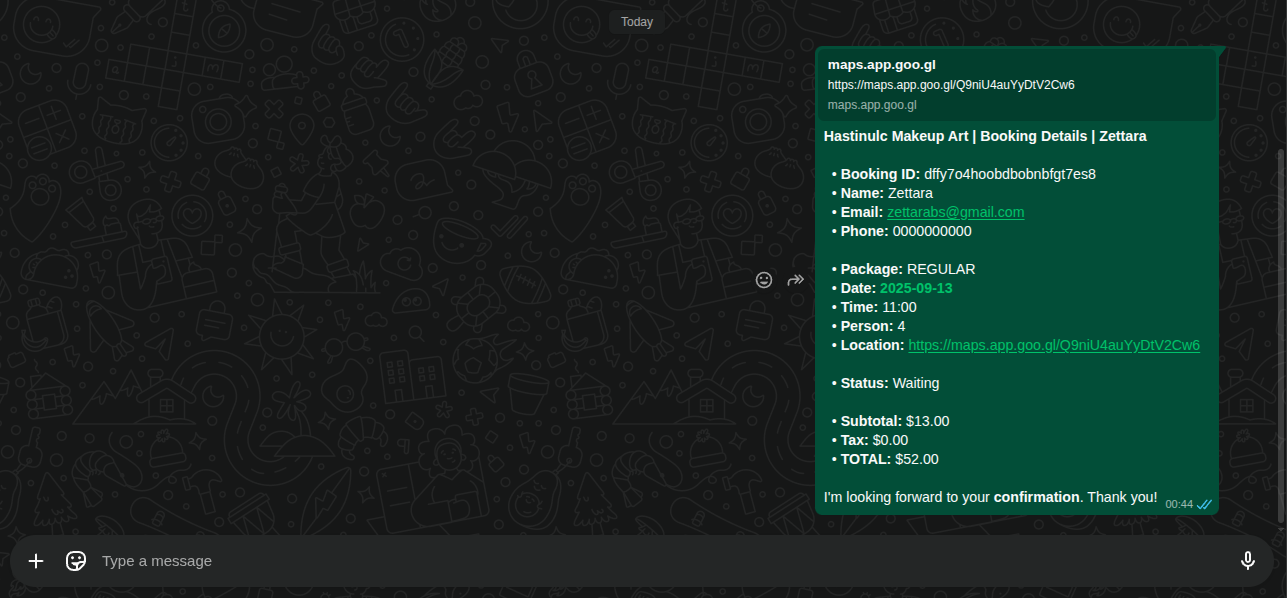 Today
maps.app.goo.gl
https://maps.app.goo.gl/Q9niU4auYyDtV2Cw6
maps.app.goo.gl
Hastinulc Makeup Art | Booking Details | Zettara
• Booking ID: dffy7o4hoobdbobnbfgt7es8
• Name: Zettara
• Email: zettarabs@gmail.com
• Phone: 0000000000
• Package: REGULAR
• Date: 2025-09-13
• Time: 11:00
• Person: 4
• Location: https://maps.app.goo.gl/Q9niU4auYyDtV2Cw6
• Status: Waiting
• Subtotal: $13.00
• Tax: $0.00
• TOTAL: $52.00
I'm looking forward to your confirmation. Thank you!
00:44
Type a message